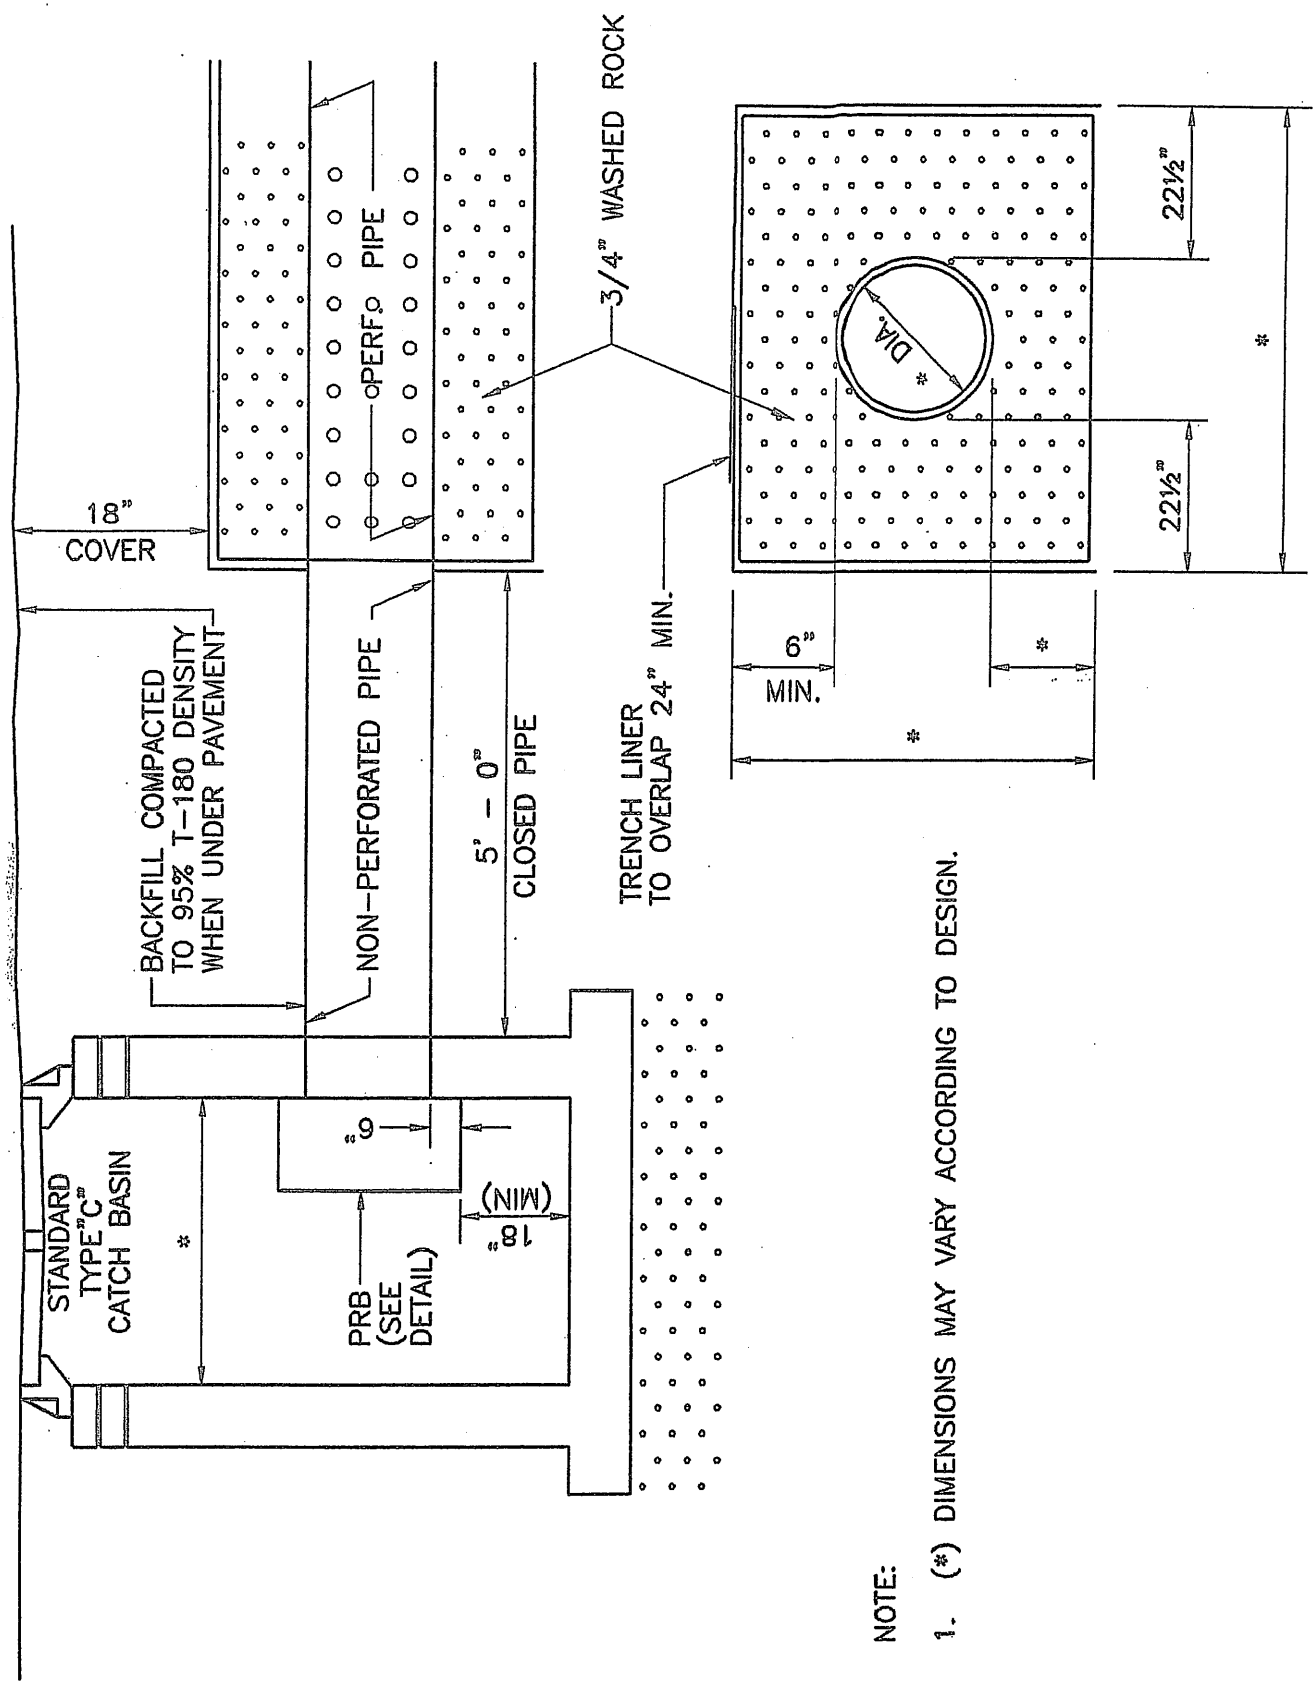 STANDARD
TYPE"C"
CATCH BASIN
*
PRB
(SEE
DETAIL)
6"
18"
(MIN)
BACKFILL COMPACTED
TO 95% T-180 DENSITY
WHEN UNDER PAVEMENT
NON-PERFORATED PIPE
5' - 0"
CLOSED PIPE
18"
COVER
PERF. PIPE
3/4" WASHED ROCK
TRENCH LINER
TO OVERLAP 24" MIN.
6"
MIN.
*
*
* DIA.
22½"
22½"
*
NOTE:
1. (*) DIMENSIONS MAY VARY ACCORDING TO DESIGN.